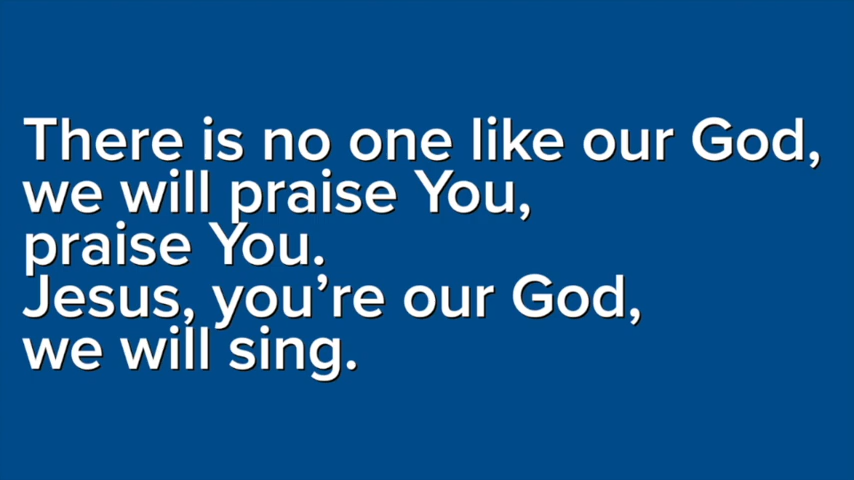 There is no one like our God,
we will praise You,
praise You.
Jesus, you’re our God,
we will sing.